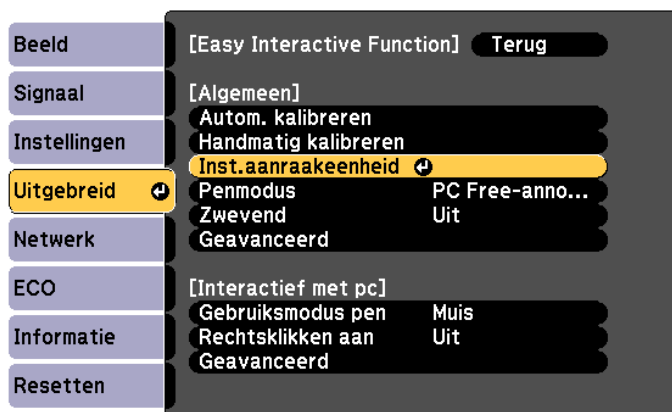 Beeld
Signaal
Instellingen
Uitgebreid
Netwerk
ECO
Informatie
Resetten
[Easy Interactive Function] Terug
[Algemeen]
Autom. kalibreren
Handmatig kalibreren
Inst.aanraakeenheid
Penmodus PC Free-anno...
Zwevend Uit
Geavanceerd
[Interactief met pc]
Gebruiksmodus pen Muis
Rechtsklikken aan Uit
Geavanceerd